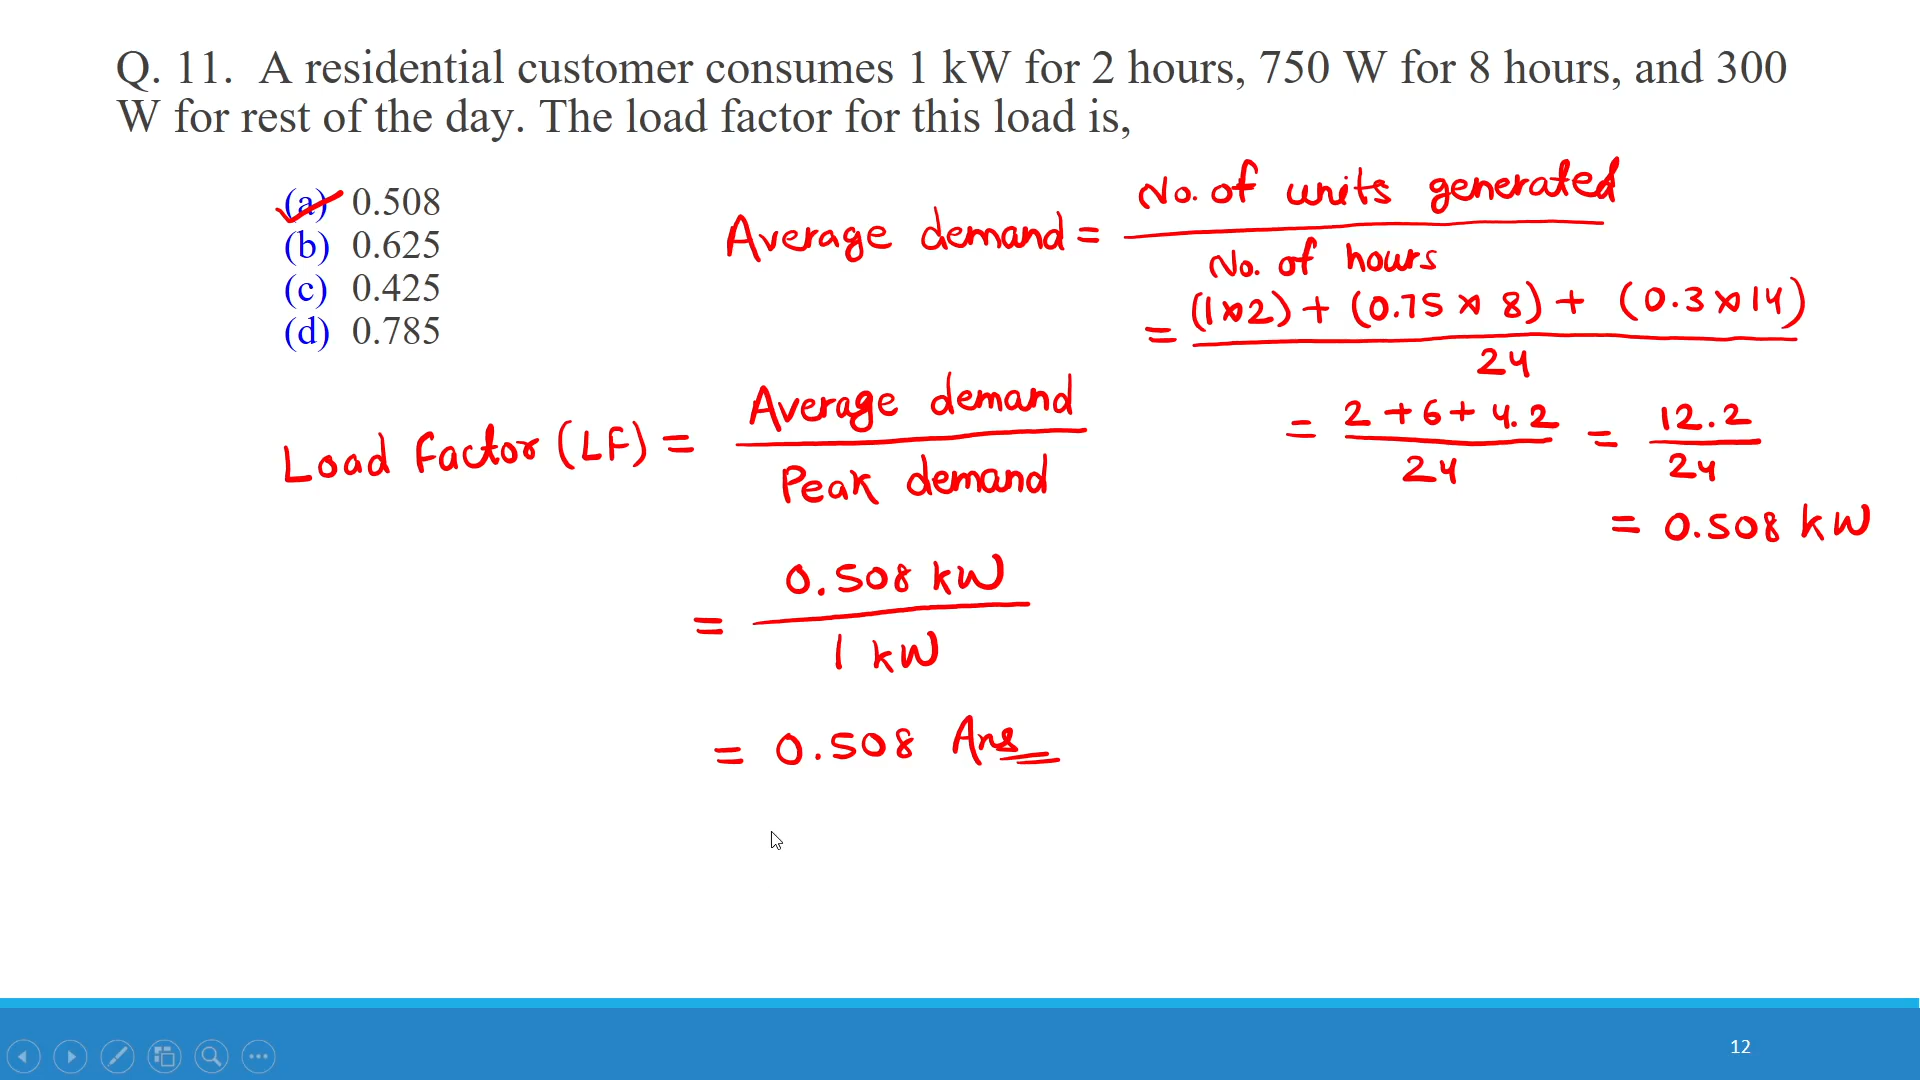 Q. 11. A residential customer consumes 1 kW for 2 hours, 750 W for 8 hours, and 300
W for rest of the day. The load factor for this load is,
(a) 0.508
(b) 0.625
(c) 0.425
(d) 0.785
Average demand = No. of units generated
No. of hours
= (1×2) + (0.75 × 8) + (0.3×14)
24
= 2 + 6 + 4.2 = 12.2
24 24
= 0.508 kW
Load Factor (LF) = Average demand
Peak demand
= 0.508 kW
1 kW
= 0.508 Ans
12